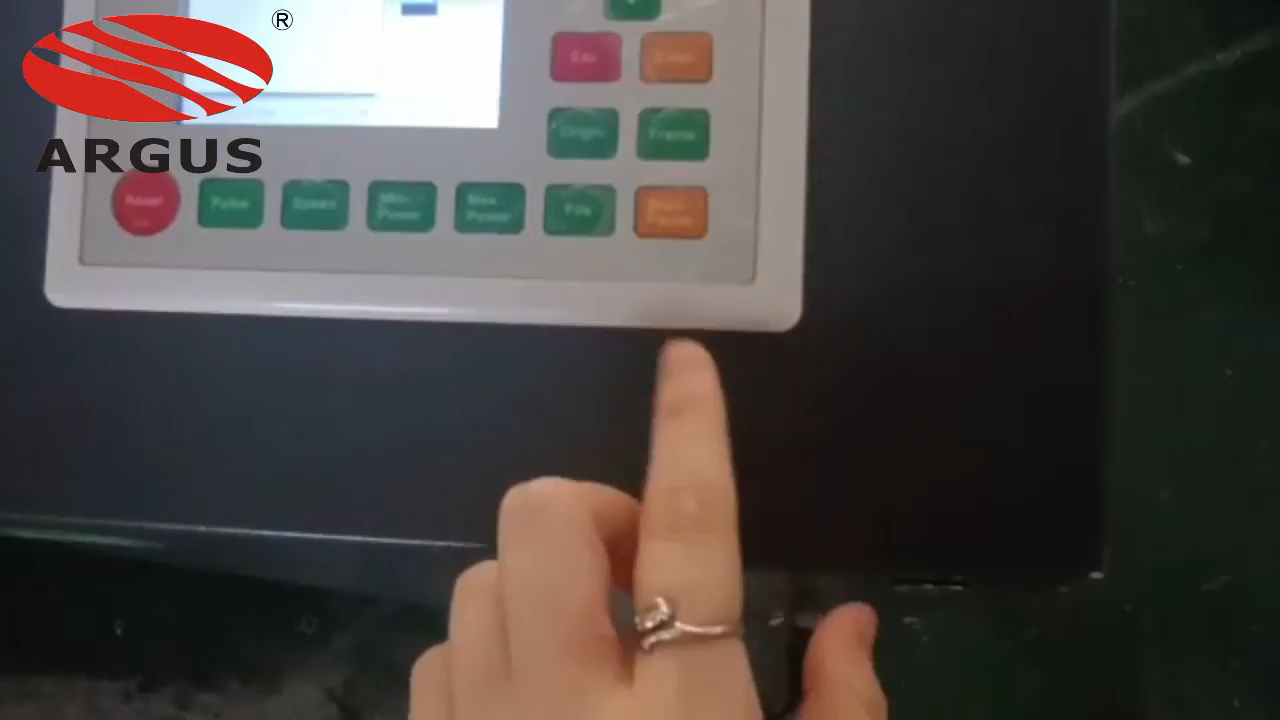 ®
ARGUS
Esc
Enter
Origin
Frame
Reset
Pulse
Speed
Min-
Power
Max-
Power
File